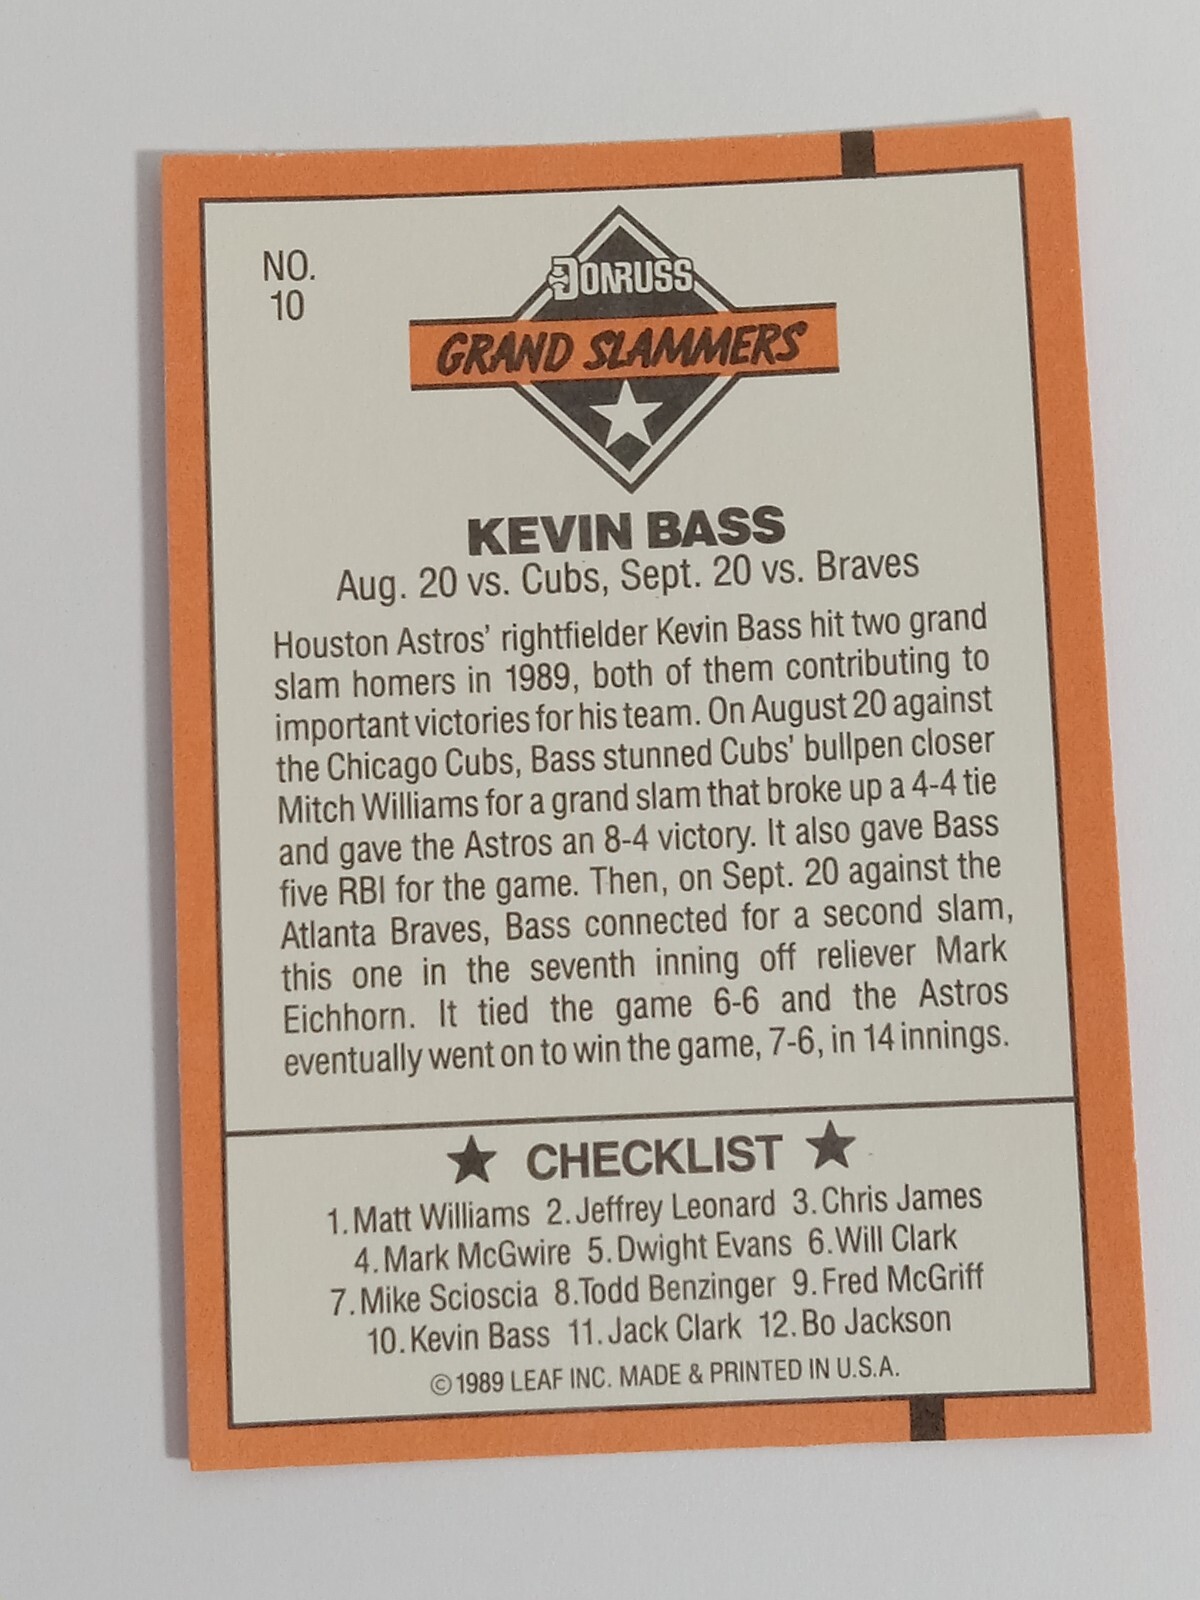 NO.
10
DONRUSS
GRAND SLAMMERS
KEVIN BASS
Aug. 20 vs. Cubs, Sept. 20 vs. Braves
Houston Astros' rightfielder Kevin Bass hit two grand
slam homers in 1989, both of them contributing to
important victories for his team. On August 20 against
the Chicago Cubs, Bass stunned Cubs' bullpen closer
Mitch Williams for a grand slam that broke up a 4-4 tie
and gave the Astros an 8-4 victory. It also gave Bass
five RBI for the game. Then, on Sept. 20 against the
Atlanta Braves, Bass connected for a second slam,
this one in the seventh inning off reliever Mark
Eichhorn. It tied the game 6-6 and the Astros
eventually went on to win the game, 7-6, in 14 innings.
★ CHECKLIST ★
1. Matt Williams 2. Jeffrey Leonard 3. Chris James
4. Mark McGwire 5. Dwight Evans 6. Will Clark
7. Mike Scioscia 8. Todd Benzinger 9. Fred McGriff
10. Kevin Bass 11. Jack Clark 12. Bo Jackson
© 1989 LEAF INC. MADE & PRINTED IN U.S.A.